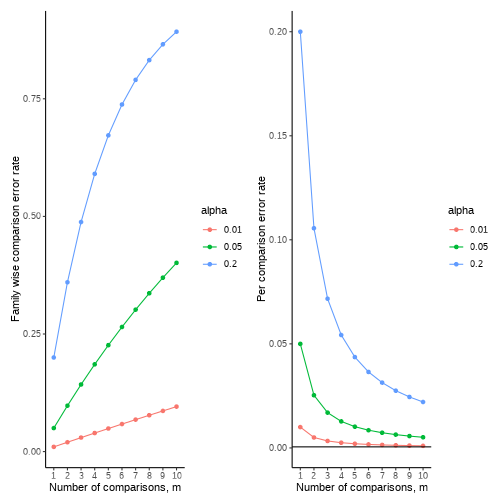 Family wise comparison error rate
0.75
0.50
0.25
0.00
1 2 3 4 5 6 7 8 9 10
Number of comparisons, m
alpha
0.01
0.05
0.2
Per comparison error rate
0.20
0.15
0.10
0.05
0.00
1 2 3 4 5 6 7 8 9 10
Number of comparisons, m
alpha
0.01
0.05
0.2